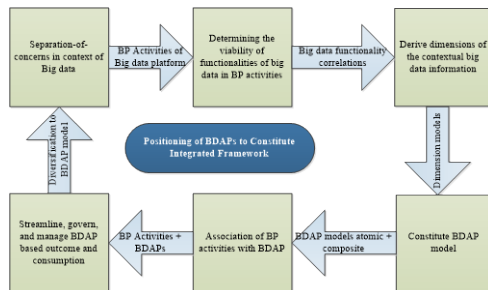 Separation-of-
concerns in context of
Big data
BP Activities of
Big data platform
Determining the
viability of
functionalities of big
data in BP activities
Big data functionality
correlations
Derive dimensions of
the contextual big
data information
Dimension models
Constitute BDAP
model
BDAP models atomic +
composite
Association of BP
activities with BDAP
BP Activities +
BDAPs
Streamline, govern,
and manage BDAP
based outcome and
consumption
Diversification to
BDAP model
Positioning of BDAPs to Constitute
Integrated Framework